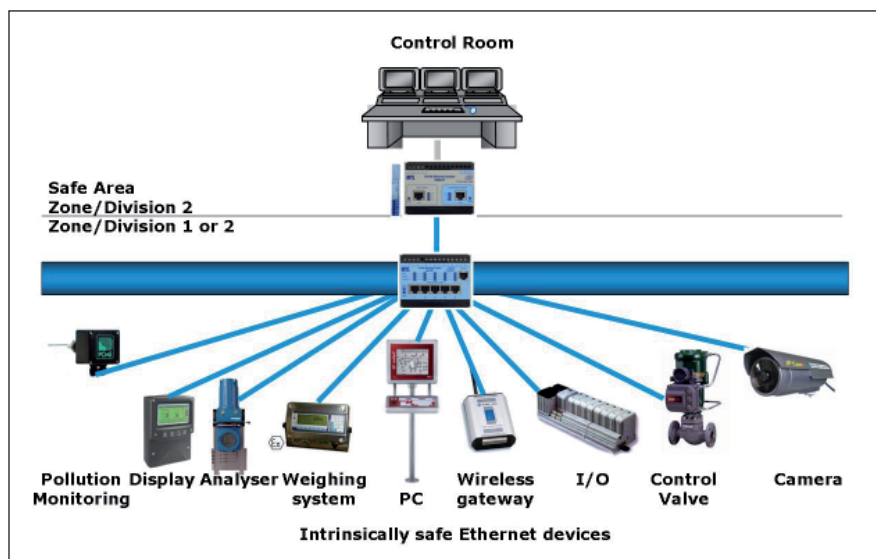 Control Room
Safe Area
Zone/Division 2
Zone/Division 1 or 2
Pollution Monitoring
Display
Analyser
Weighing system
PC
Wireless gateway
I/O
Control Valve
Camera
Intrinsically safe Ethernet devices